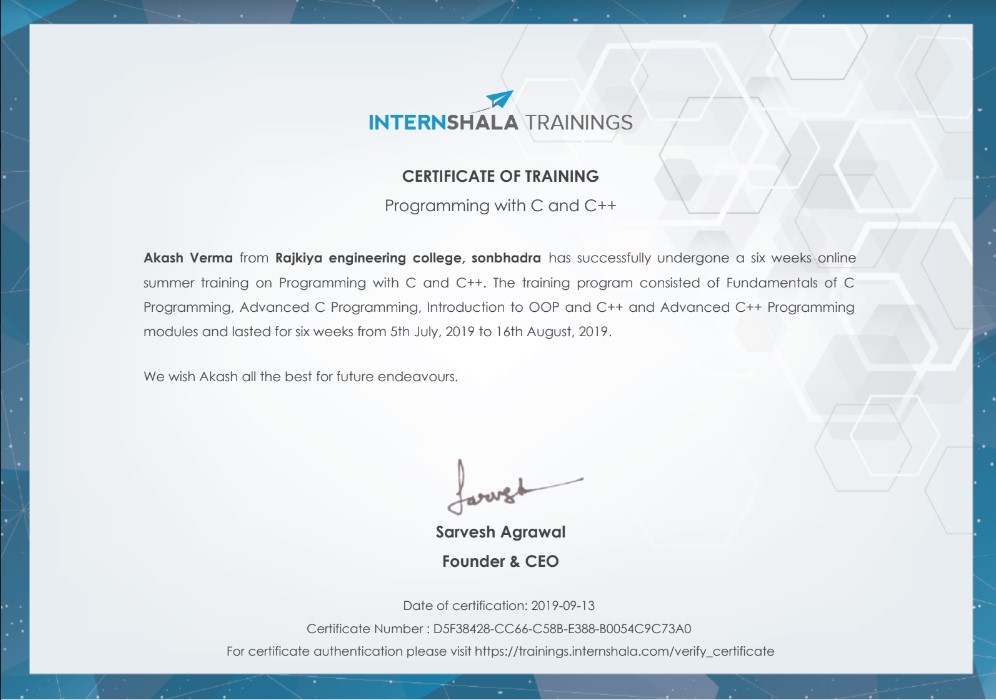 INTERNSHALA TRAININGS
CERTIFICATE OF TRAINING
Programming with C and C++
Akash Verma from Rajkiya engineering college, sonbhadra has successfully undergone a six weeks online
summer training on Programming with C and C++. The training program consisted of Fundamentals of C
Programming, Advanced C Programming, Introduction to OOP and C++ and Advanced C++ Programming
modules and lasted for six weeks from 5th July, 2019 to 16th August, 2019.
We wish Akash all the best for future endeavours.
Sarvesh
Sarvesh Agrawal
Founder & CEO
Date of certification: 2019-09-13
Certificate Number : D5F38428-CC66-C58B-E388-B0054C9C73A0
For certificate authentication please visit https://trainings.internshala.com/verify_certificate